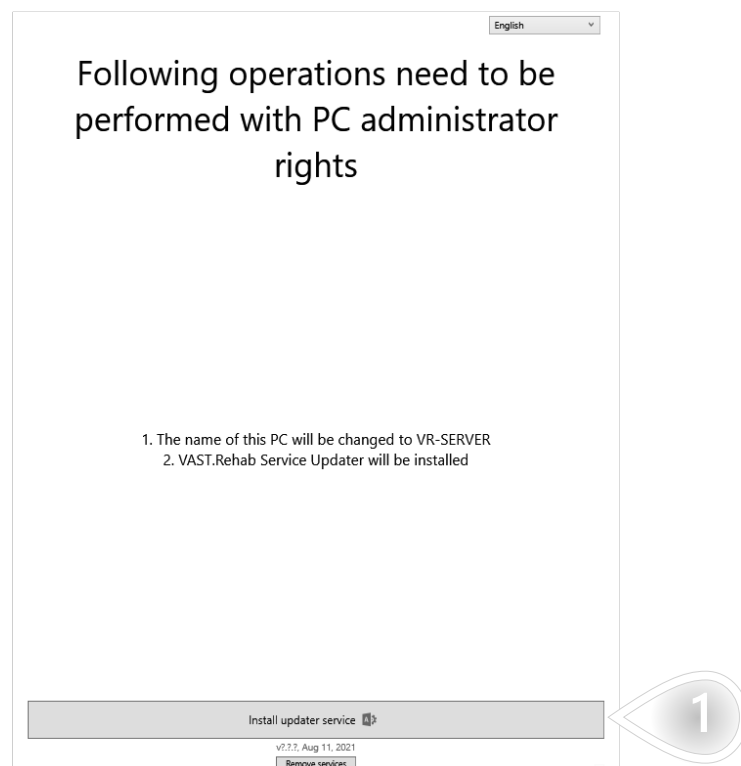 English
Following operations need to be
performed with PC administrator
rights
1. The name of this PC will be changed to VR-SERVER
2. VAST.Rehab Service Updater will be installed
Install updater service
1
v?.?.?, Aug 11, 2021
Remove services